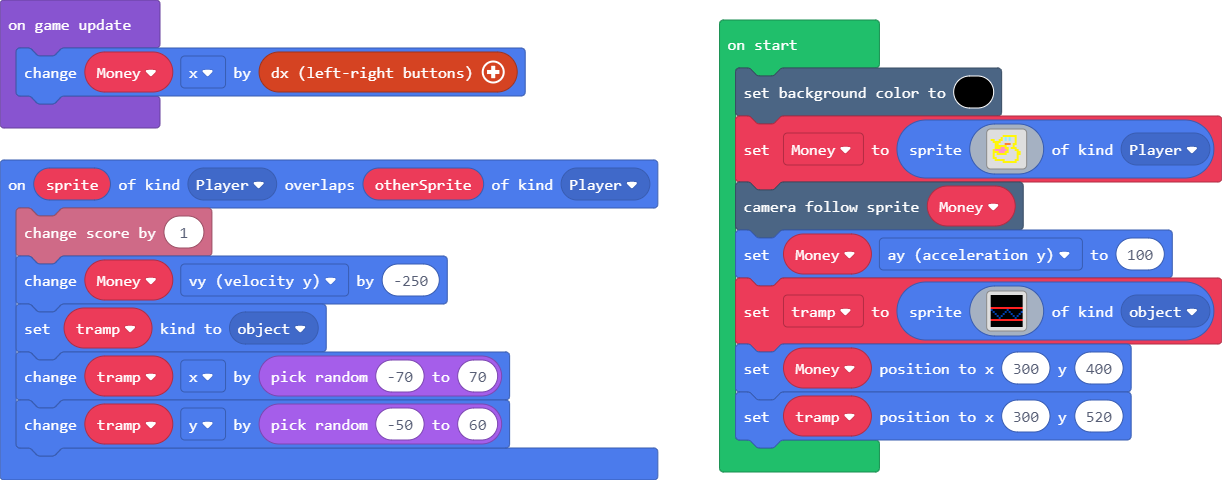 on game update
change Money x by dx (left-right buttons)
on sprite of kind Player overlaps otherSprite of kind Player
change score by 1
change Money vy (velocity y) by -250
set tramp kind to object
change tramp x by pick random -70 to 70
change tramp y by pick random -50 to 60
on start
set background color to
set Money to sprite of kind Player
camera follow sprite Money
set Money ay (acceleration y) to 100
set tramp to sprite of kind object
set Money position to x 300 y 400
set tramp position to x 300 y 520